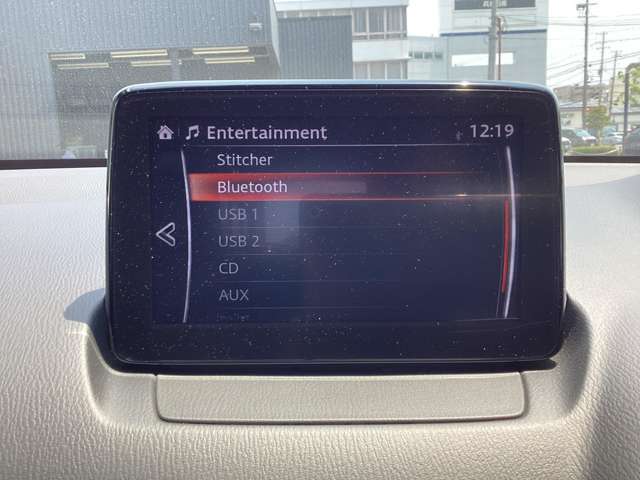 Entertainment 12:19
Stitcher
Bluetooth
USB 1
USB 2
CD
AUX